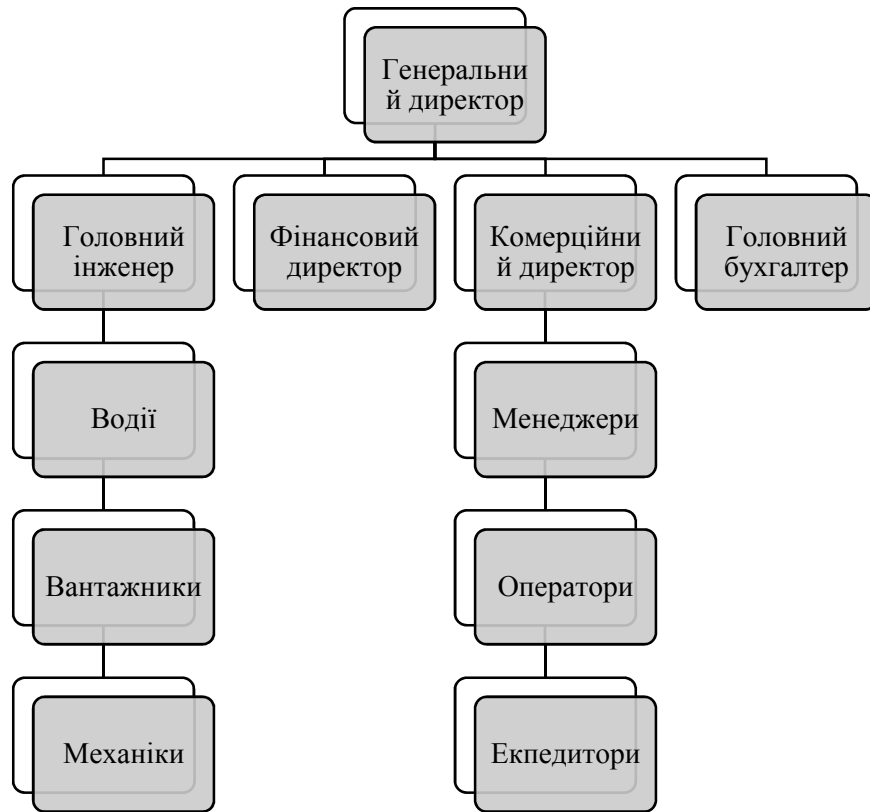 Генеральни
й директор
Головний
інженер
Фінансовий
директор
Комерційни
й директор
Головний
бухгалтер
Водії
Менеджери
Вантажники
Оператори
Механіки
Екпедитори